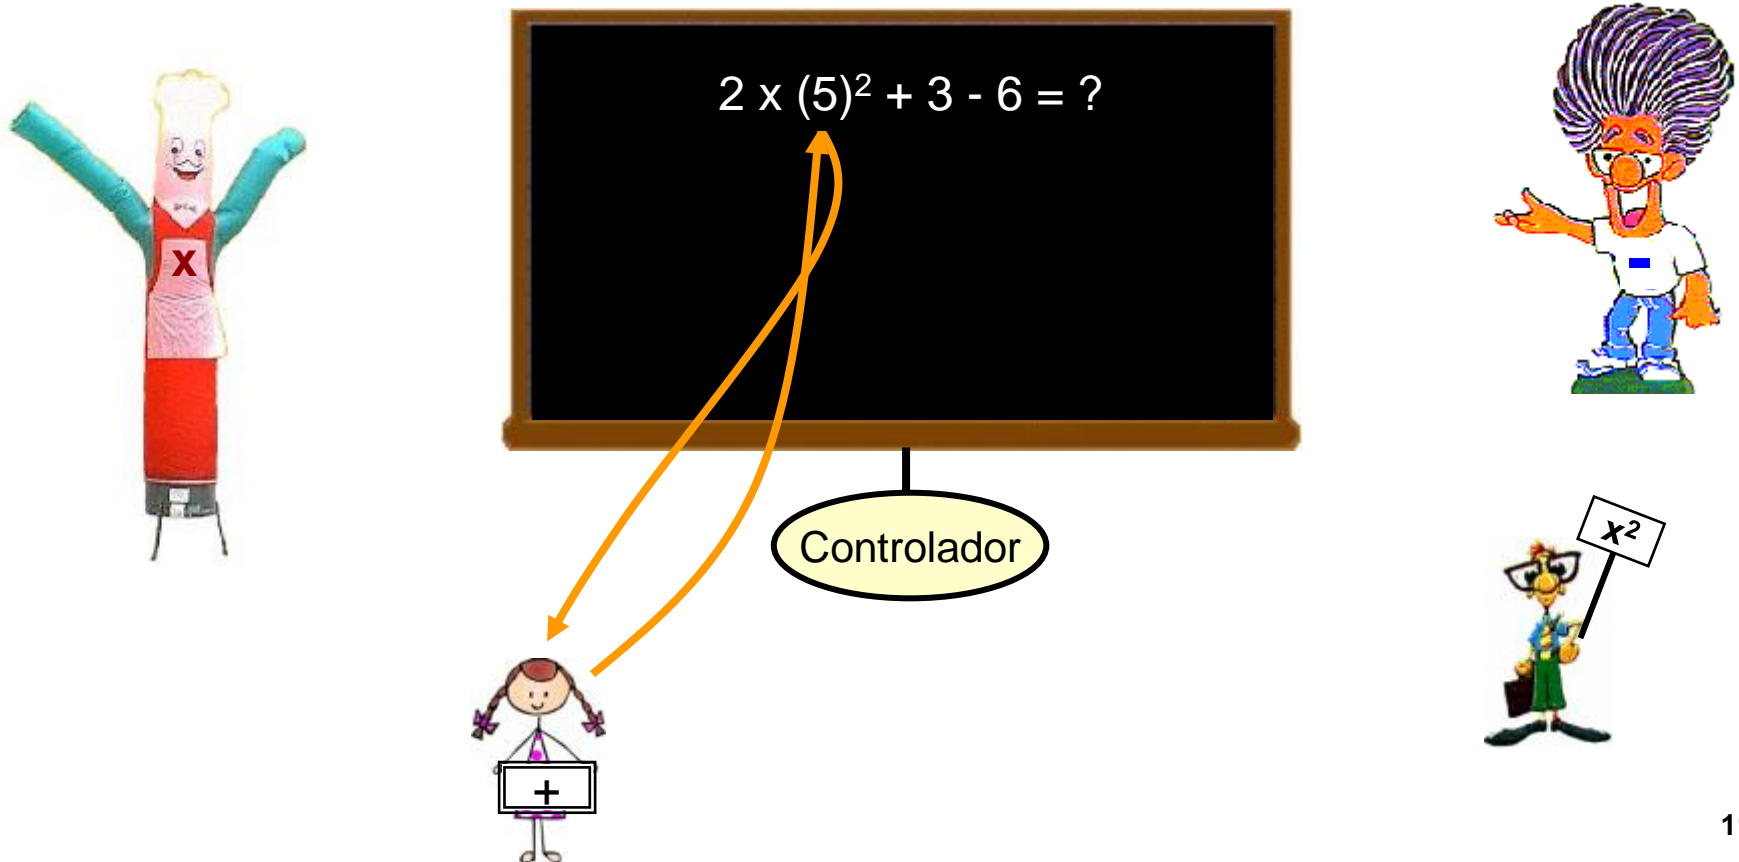 2 x (5)² + 3 - 6 = ?
x
-
Controlador
x²
+
1